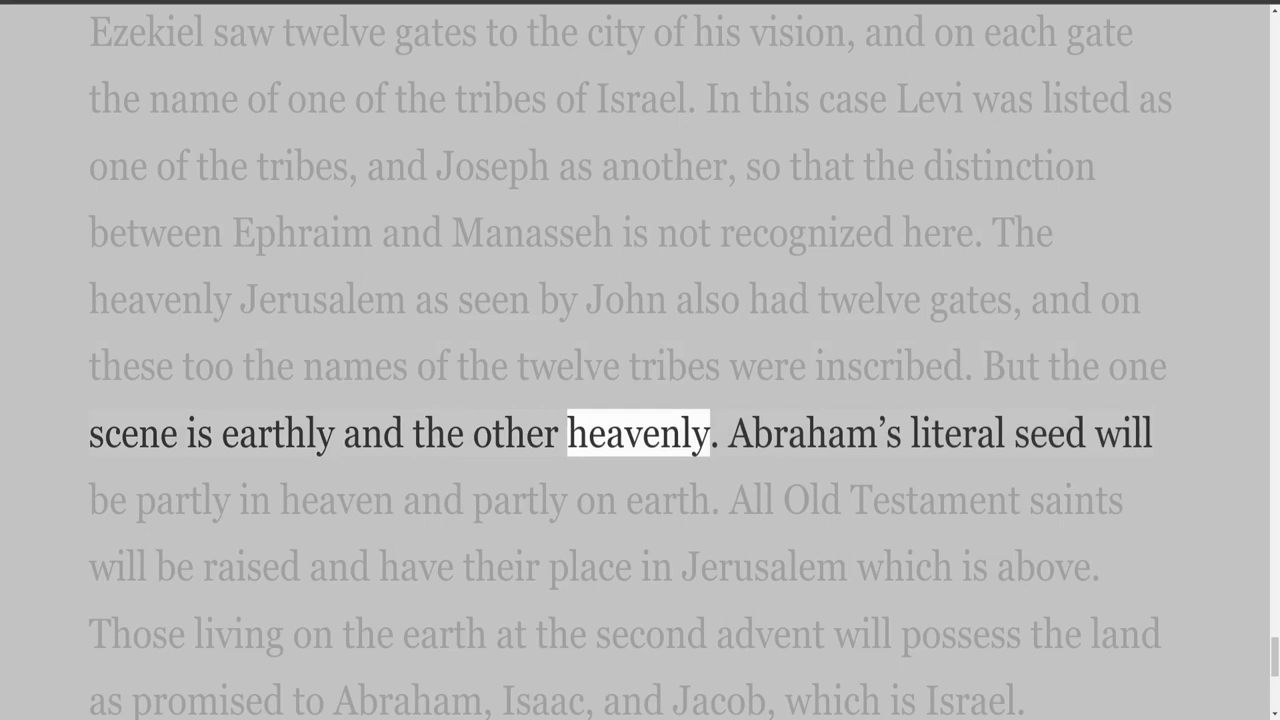 Ezekiel saw twelve gates to the city of his vision, and on each gate
the name of one of the tribes of Israel. In this case Levi was listed as
one of the tribes, and Joseph as another, so that the distinction
between Ephraim and Manasseh is not recognized here. The
heavenly Jerusalem as seen by John also had twelve gates, and on
these too the names of the twelve tribes were inscribed. But the one
scene is earthly and the other heavenly. Abraham’s literal seed will
be partly in heaven and partly on earth. All Old Testament saints
will be raised and have their place in Jerusalem which is above.
Those living on the earth at the second advent will possess the land
as promised to Abraham, Isaac, and Jacob, which is Israel.